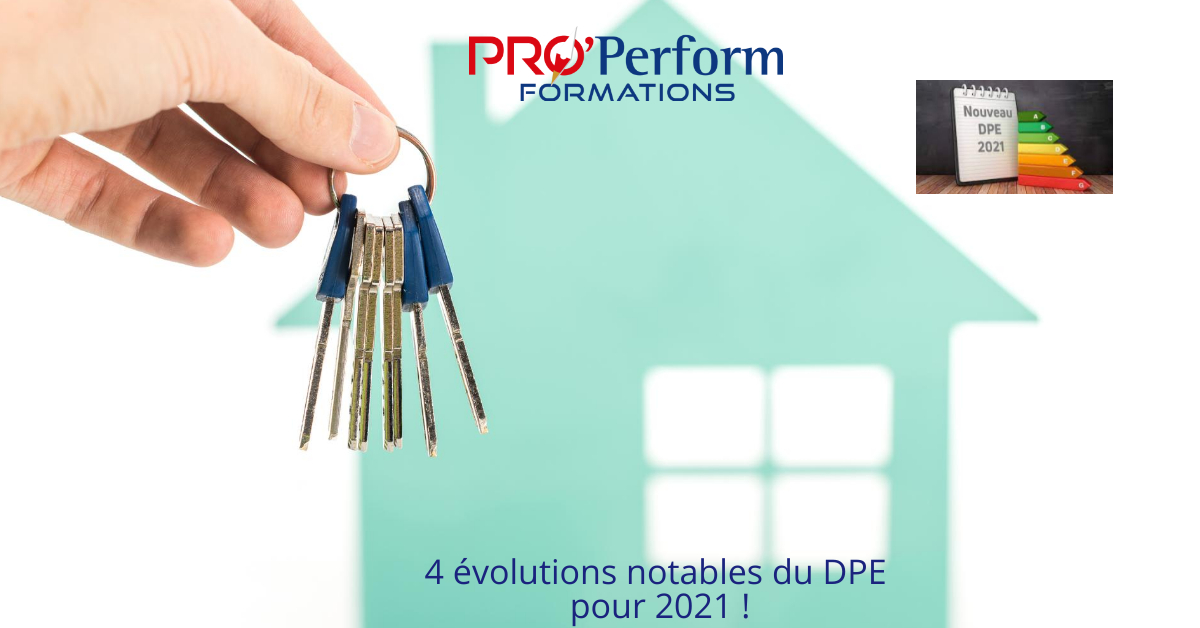 PRO'Perform
FORMATIONS
Nouveau
DPE
2021
A
B
C
D
E
F
G
4 évolutions notables du DPE
pour 2021 !